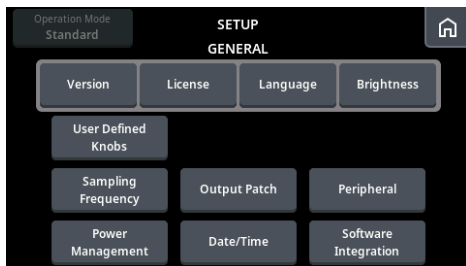 Operation Mode
Standard
SETUP
GENERAL
Version
License
Language
Brightness
User Defined
Knobs
Sampling
Frequency
Output Patch
Peripheral
Power
Management
Date/Time
Software
Integration